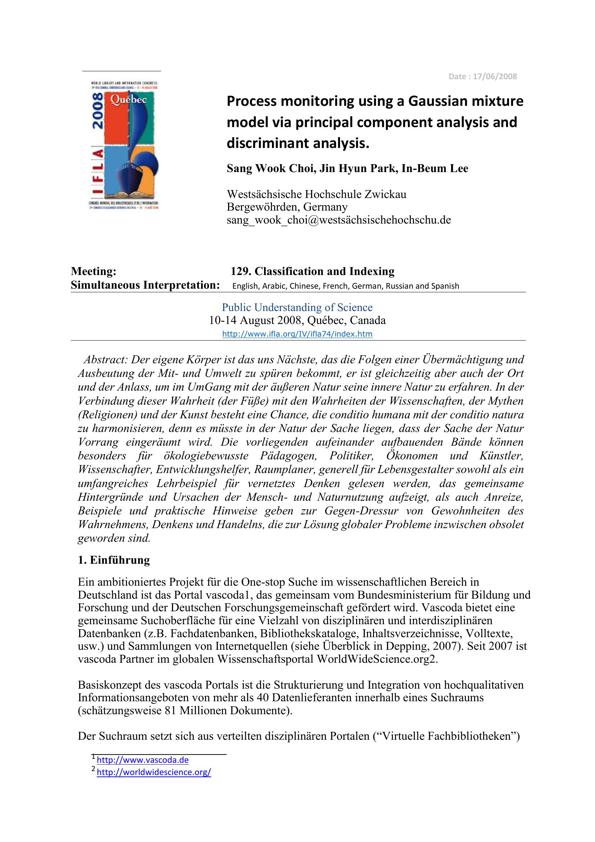 Date : 17/06/2008
WORLD LIBRARY AND INFORMATION CONGRESS:
Québec
IFLA 2008
Process monitoring using a Gaussian mixture
model via principal component analysis and
discriminant analysis.
Sang Wook Choi, Jin Hyun Park, In-Beum Lee
Westsächsische Hochschule Zwickau
Bergewöhrden, Germany
sang_wook_choi@westsächsischehochschu.de
Meeting: 129. Classification and Indexing
Simultaneous Interpretation: English, Arabic, Chinese, French, German, Russian and Spanish
Public Understanding of Science
10-14 August 2008, Québec, Canada
http://www.ifla.org/IV/ifla74/index.htm
Abstract: Der eigene Körper ist das uns Nächste, das die Folgen einer Übermächtigung und
Ausbeutung der Mit- und Umwelt zu spüren bekommt, er ist gleichzeitig aber auch der Ort
und der Anlass, um im UmGang mit der äußeren Natur seine innere Natur zu erfahren. In der
Verbindung dieser Wahrheit (der Füße) mit den Wahrheiten der Wissenschaften, der Mythen
(Religionen) und der Kunst besteht eine Chance, die conditio humana mit der conditio natura
zu harmonisieren, denn es müsste in der Natur der Sache liegen, dass der Sache der Natur
Vorrang eingeräumt wird. Die vorliegenden aufeinander aufbauenden Bände können
besonders für ökologiebewusste Pädagogen, Politiker, Ökonomen und Künstler,
Wissenschafter, Entwicklungshelfer, Raumplaner, generell für Lebensgestalter sowohl als ein
umfangreiches Lehrbeispiel für vernetztes Denken gelesen werden, das gemeinsame
Hintergründe und Ursachen der Mensch- und Naturnutzung aufzeigt, als auch Anreize,
Beispiele und praktische Hinweise geben zur Gegen-Dressur von Gewohnheiten des
Wahrnehmens, Denkens und Handelns, die zur Lösung globaler Probleme inzwischen obsolet
geworden sind.
1. Einführung
Ein ambitioniertes Projekt für die One-stop Suche im wissenschaftlichen Bereich in
Deutschland ist das Portal vascoda1, das gemeinsam vom Bundesministerium für Bildung und
Forschung und der Deutschen Forschungsgemeinschaft gefördert wird. Vascoda bietet eine
gemeinsame Suchoberfläche für eine Vielzahl von disziplinären und interdisziplinären
Datenbanken (z.B. Fachdatenbanken, Bibliothekskataloge, Inhaltsverzeichnisse, Volltexte,
usw.) und Sammlungen von Internetquellen (siehe Überblick in Depping, 2007). Seit 2007 ist
vascoda Partner im globalen Wissenschaftsportal WorldWideScience.org2.
Basiskonzept des vascoda Portals ist die Strukturierung und Integration von hochqualitativen
Informationsangeboten von mehr als 40 Datenlieferanten innerhalb eines Suchraums
(schätzungsweise 81 Millionen Dokumente).
Der Suchraum setzt sich aus verteilten disziplinären Portalen (“Virtuelle Fachbibliotheken”)
1 http://www.vascoda.de
2 http://worldwidescience.org/